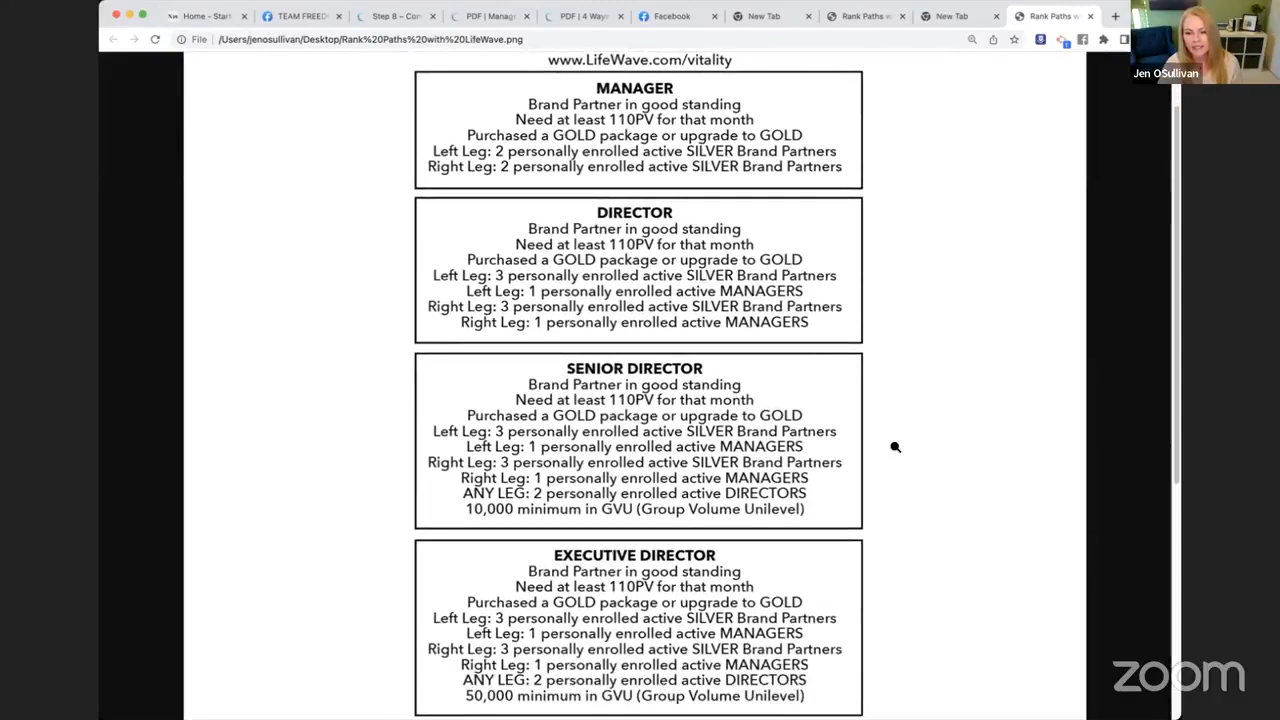 Home - Start
TEAM FREED
Step 8 – Com
PDF | Manag
PDF | 4 Way
Facebook
New Tab
Rank Paths w
New Tab
Rank Paths w
File
/Users/jenosullivan/Desktop/Rank%20Paths%20with%20LifeWave.png
Jen OSullivan
www.LifeWave.com/vitality
MANAGER
Brand Partner in good standing
Need at least 110PV for that month
Purchased a GOLD package or upgrade to GOLD
Left Leg: 2 personally enrolled active SILVER Brand Partners
Right Leg: 2 personally enrolled active SILVER Brand Partners
DIRECTOR
Brand Partner in good standing
Need at least 110PV for that month
Purchased a GOLD package or upgrade to GOLD
Left Leg: 3 personally enrolled active SILVER Brand Partners
Left Leg: 1 personally enrolled active MANAGERS
Right Leg: 3 personally enrolled active SILVER Brand Partners
Right Leg: 1 personally enrolled active MANAGERS
SENIOR DIRECTOR
Brand Partner in good standing
Need at least 110PV for that month
Purchased a GOLD package or upgrade to GOLD
Left Leg: 3 personally enrolled active SILVER Brand Partners
Left Leg: 1 personally enrolled active MANAGERS
Right Leg: 3 personally enrolled active SILVER Brand Partners
Right Leg: 1 personally enrolled active MANAGERS
ANY LEG: 2 personally enrolled active DIRECTORS
10,000 minimum in GVU (Group Volume Unilevel)
EXECUTIVE DIRECTOR
Brand Partner in good standing
Need at least 110PV for that month
Purchased a GOLD package or upgrade to GOLD
Left Leg: 3 personally enrolled active SILVER Brand Partners
Left Leg: 1 personally enrolled active MANAGERS
Right Leg: 3 personally enrolled active SILVER Brand Partners
Right Leg: 1 personally enrolled active MANAGERS
ANY LEG: 2 personally enrolled active DIRECTORS
50,000 minimum in GVU (Group Volume Unilevel)
zoom